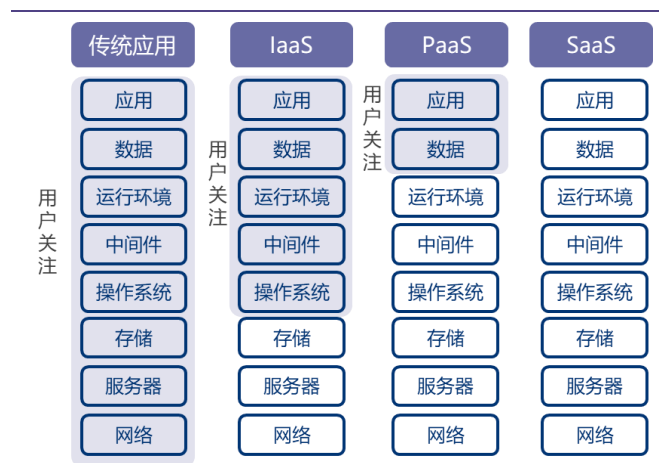 传统应用 IaaS PaaS SaaS
应用 应用 应用 应用
数据 数据 数据 数据
运行环境 运行环境 运行环境 运行环境
中间件 中间件 中间件 中间件
操作系统 操作系统 操作系统 操作系统
存储 存储 存储 存储
服务器 服务器 服务器 服务器
网络 网络 网络 网络
用户关注
用户关注
用户关注